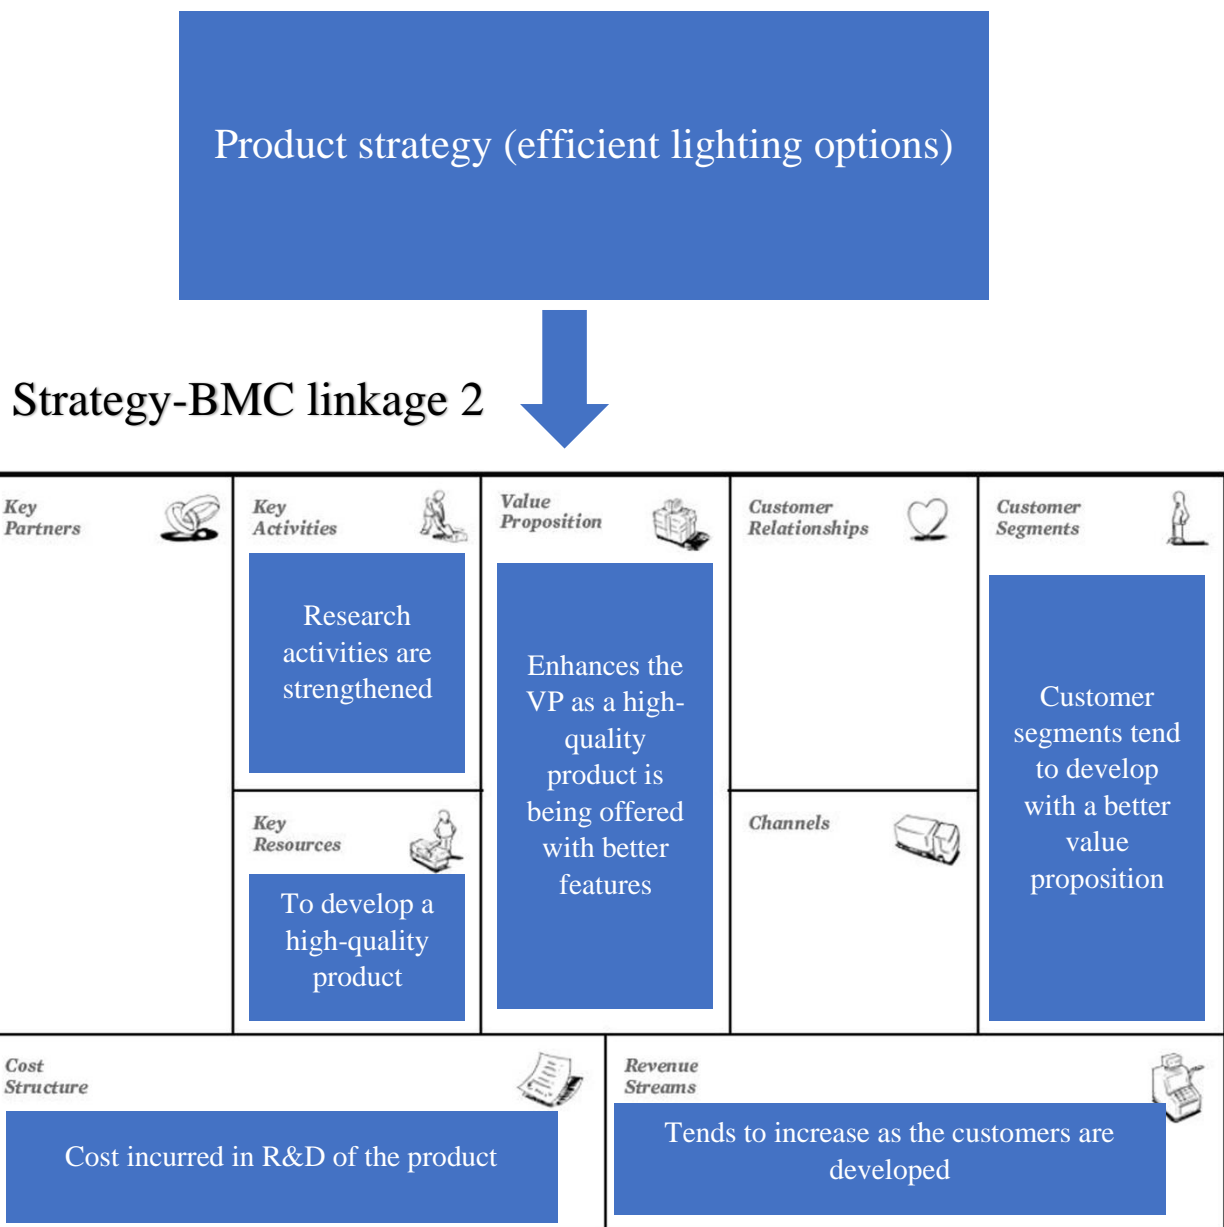 Product strategy (efficient lighting options)
Strategy-BMC linkage 2
Key
Partners
Key
Activities
Research
activities are
strengthened
Key
Resources
To develop a
high-quality
product
Value
Proposition
Enhances the
VP as a high-
quality
product is
being offered
with better
features
Customer
Relationships
Channels
Customer
Segments
Customer
segments tend
to develop
with a better
value
proposition
Cost
Structure
Cost incurred in R&D of the product
Revenue
Streams
Tends to increase as the customers are
developed